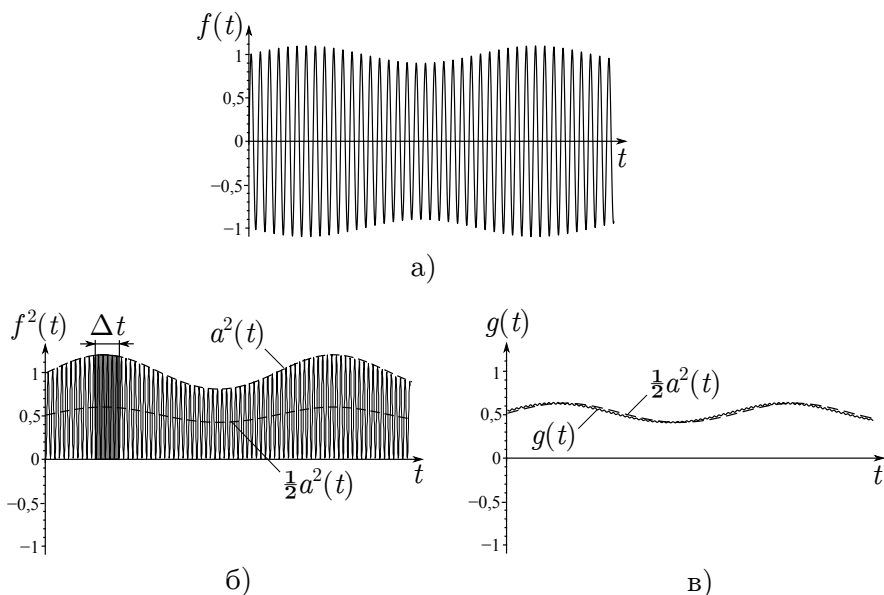 f(t)
1
0,5
0
−0,5
−1
t
а)
f²(t)
Δt
a²(t)
1
0.5
0
−0,5
−1
½a²(t)
t
б)
g(t)
1
0.5
0
−0,5
−1
½a²(t)
g(t)
t
в)